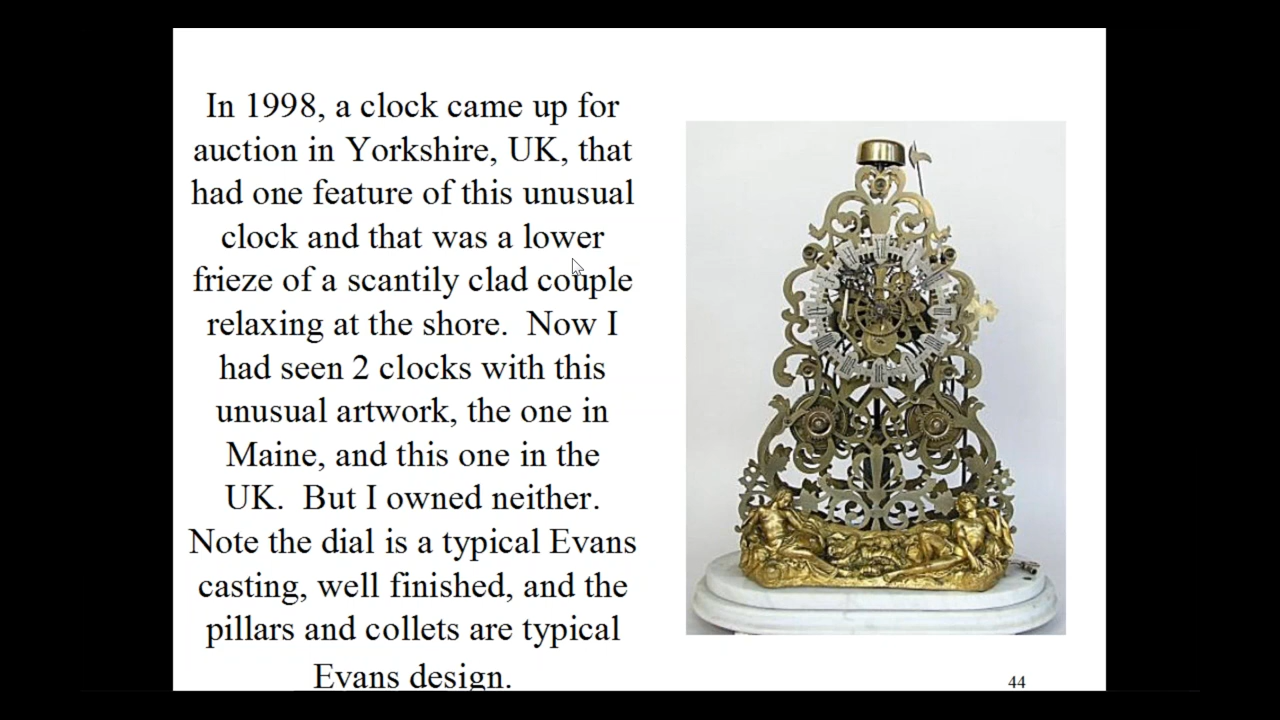 In 1998, a clock came up for
auction in Yorkshire, UK, that
had one feature of this unusual
clock and that was a lower
frieze of a scantily clad couple
relaxing at the shore.  Now I
had seen 2 clocks with this
unusual artwork, the one in
Maine, and this one in the
UK.  But I owned neither.
Note the dial is a typical Evans
casting, well finished, and the
pillars and collets are typical
Evans design.
44